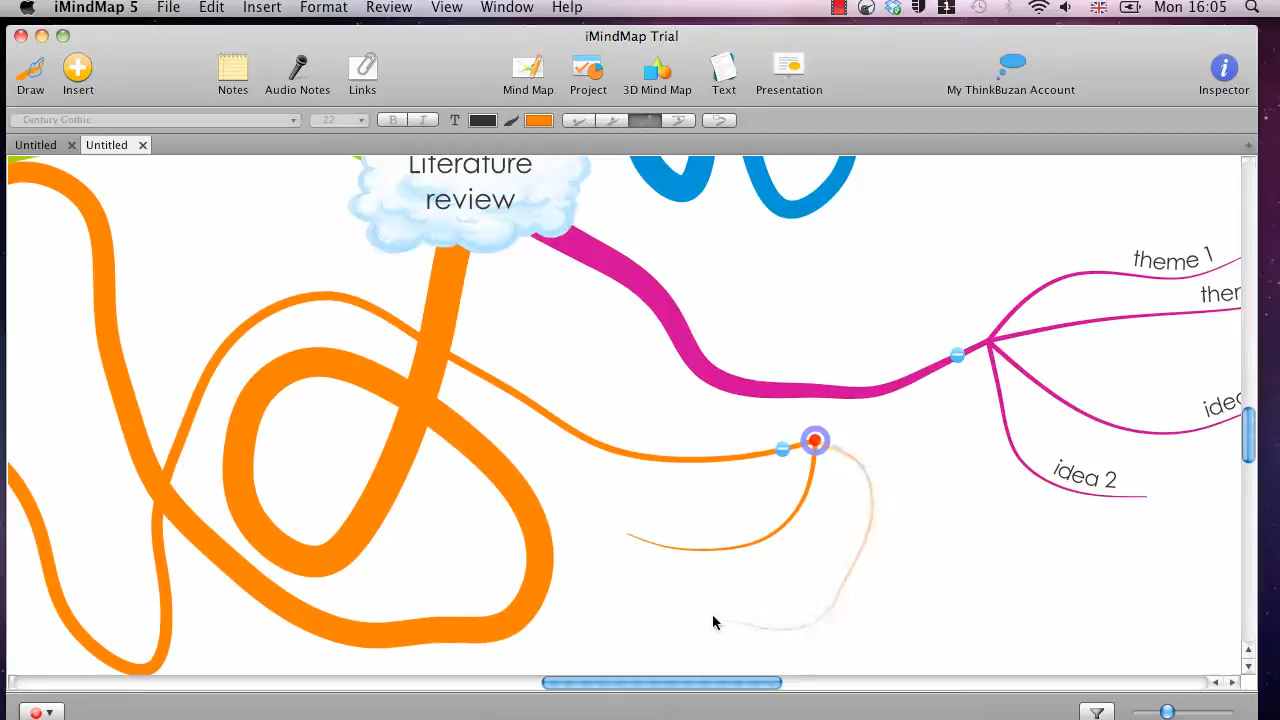 iMindMap 5 File Edit Insert Format Review View Window Help Mon 16:05
iMindMap Trial
Draw Insert Notes Audio Notes Links Mind Map Project 3D Mind Map Text Presentation My ThinkBuzan Account Inspector
Century Gothic 22 B I T
Untitled Untitled
Literature
review
theme 1
ther
idea
idea 2